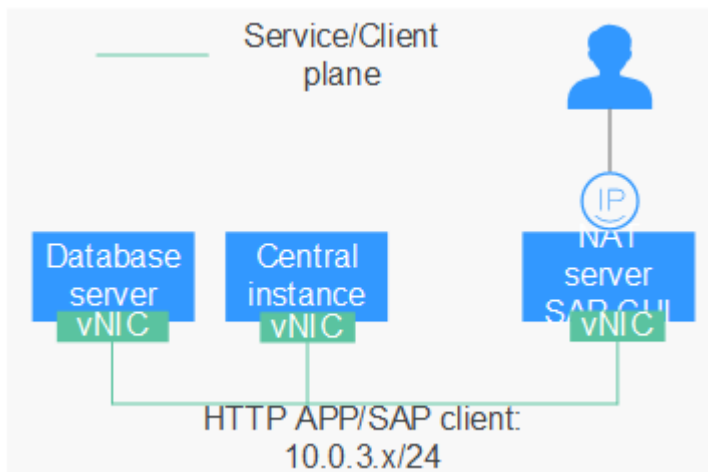 Service/Client
plane
IP
Database
server
vNIC
Central
instance
vNIC
NAT
server
SAP GUI
vNIC
HTTP APP/SAP client:
10.0.3.x/24